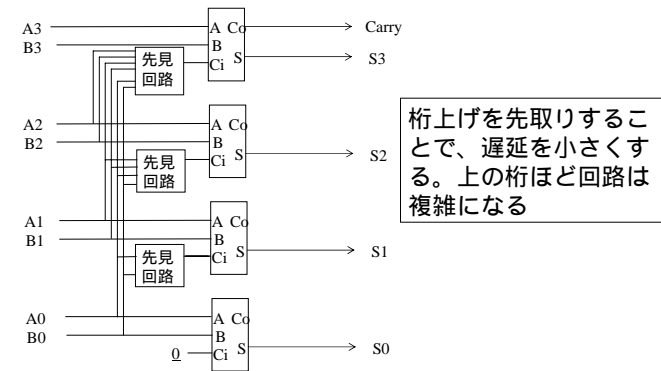 A3
B3
A Co
B
Ci
S
先見
回路
Carry
S3
A2
B2
A Co
B
Ci
S
先見
回路
S2
桁上げを先取りするこ
とで、遅延を小さくす
る。上の桁ほど回路は
複雑になる
A1
B1
A Co
B
Ci
S
先見
回路
S1
A0
B0
0
A Co
B
Ci
S
S0